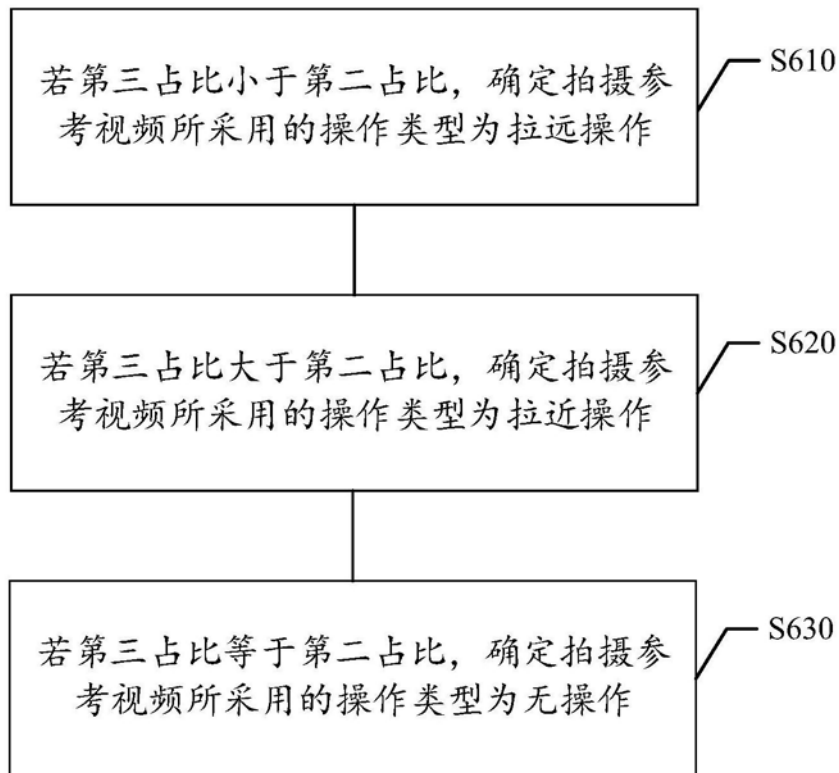 若第三占比小于第二占比，确定拍摄参
考视频所采用的操作类型为拉远操作
S610
若第三占比大于第二占比，确定拍摄参
考视频所采用的操作类型为拉近操作
S620
若第三占比等于第二占比，确定拍摄参
考视频所采用的操作类型为无操作
S630